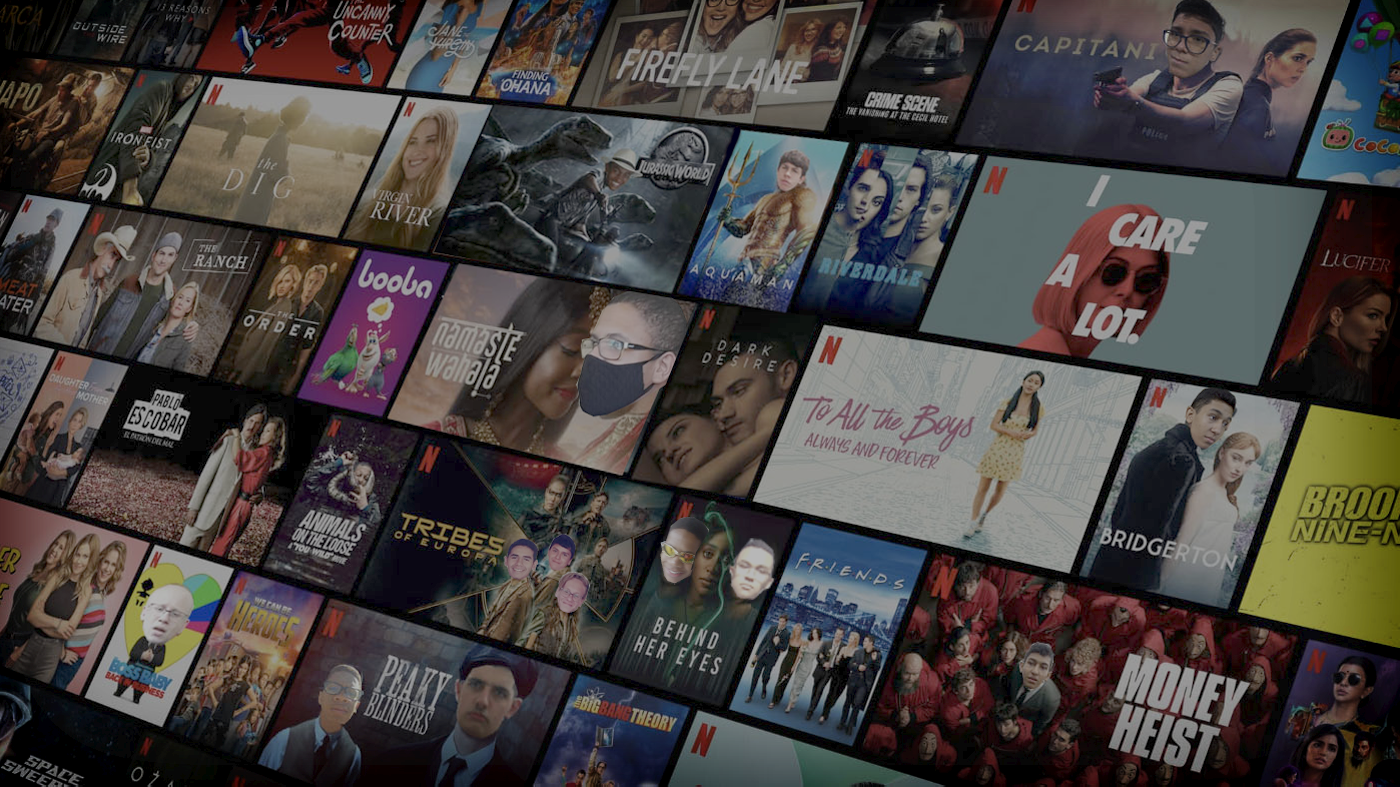 OUTSIDE
WIRE
13 REASONS
WHY
UNCANNY
COUNTER
JANE
VIRGIN
FINDING
'OHANA
FIREFLY LANE
CRIME SCENE
THE VANISHING AT THE CECIL HOTEL
CAPITANI
POLICE
IRON FIST
the
DIG
VIRGIN
RIVER
JURASSIC WORLD
AQUAMAN
RIVERDALE
I
CARE
A
LOT.
LUCIFER
MEAT
EATER
THE
RANCH
THE
ORDER
booba
namaste
wahala
DARK
DESIRE
To All the Boys
ALWAYS AND FOREVER
BRIDGERTON
NINE-N
DAUGHTER
MOTHER
PABLO
ESCOBAR
EL PATRÓN DEL MAL
ANIMALS
ON THE LOOSE
A "YOU VS. WILD" MOVIE
TRIBES
OF EUROPA
BEHIND
HER EYES
FRIENDS
MONEY
HEIST
BOSS BABY
BACK IN BUSINESS
WE CAN BE
HEROES
PEAKY
BLINDERS
THE BIG BANG THEORY
SPACE
SWEEPERS